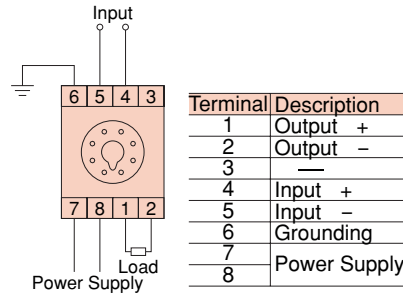 Input
6 5 4 3
7 8 1 2
Load
Power Supply
Terminal Description
1 Output +
2 Output −
3 —
4 Input +
5 Input −
6 Grounding
7
8 Power Supply